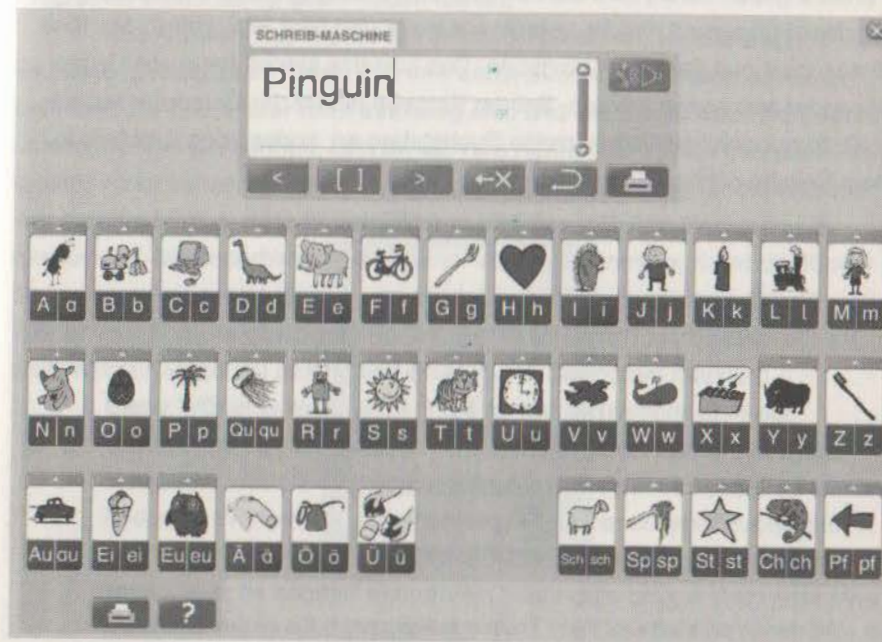 SCHREIB-MASCHINE
Pinguin
< [ ] > ←X
A a B b C c D d E e F f G g H h I i J j K k L l M m
N n O o P p Qu qu R r S s T t U u V v W w X x Y y Z z
Au au Ei ei Eu eu Ä ä Ö ö Ü ü Sch sch Sp sp St st Ch ch Pf pf
?